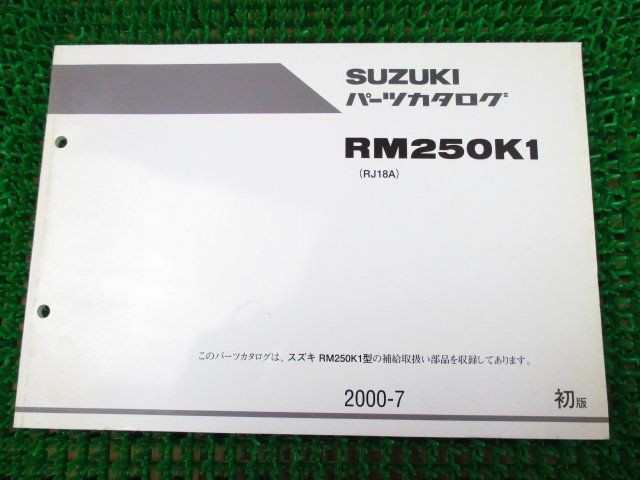 SUZUKI
パーツカタログ
RM250K1
(RJ18A)
このパーツカタログは、スズキ RM250K1型の補給取扱い部品を収録してあります。
2000-7 初版